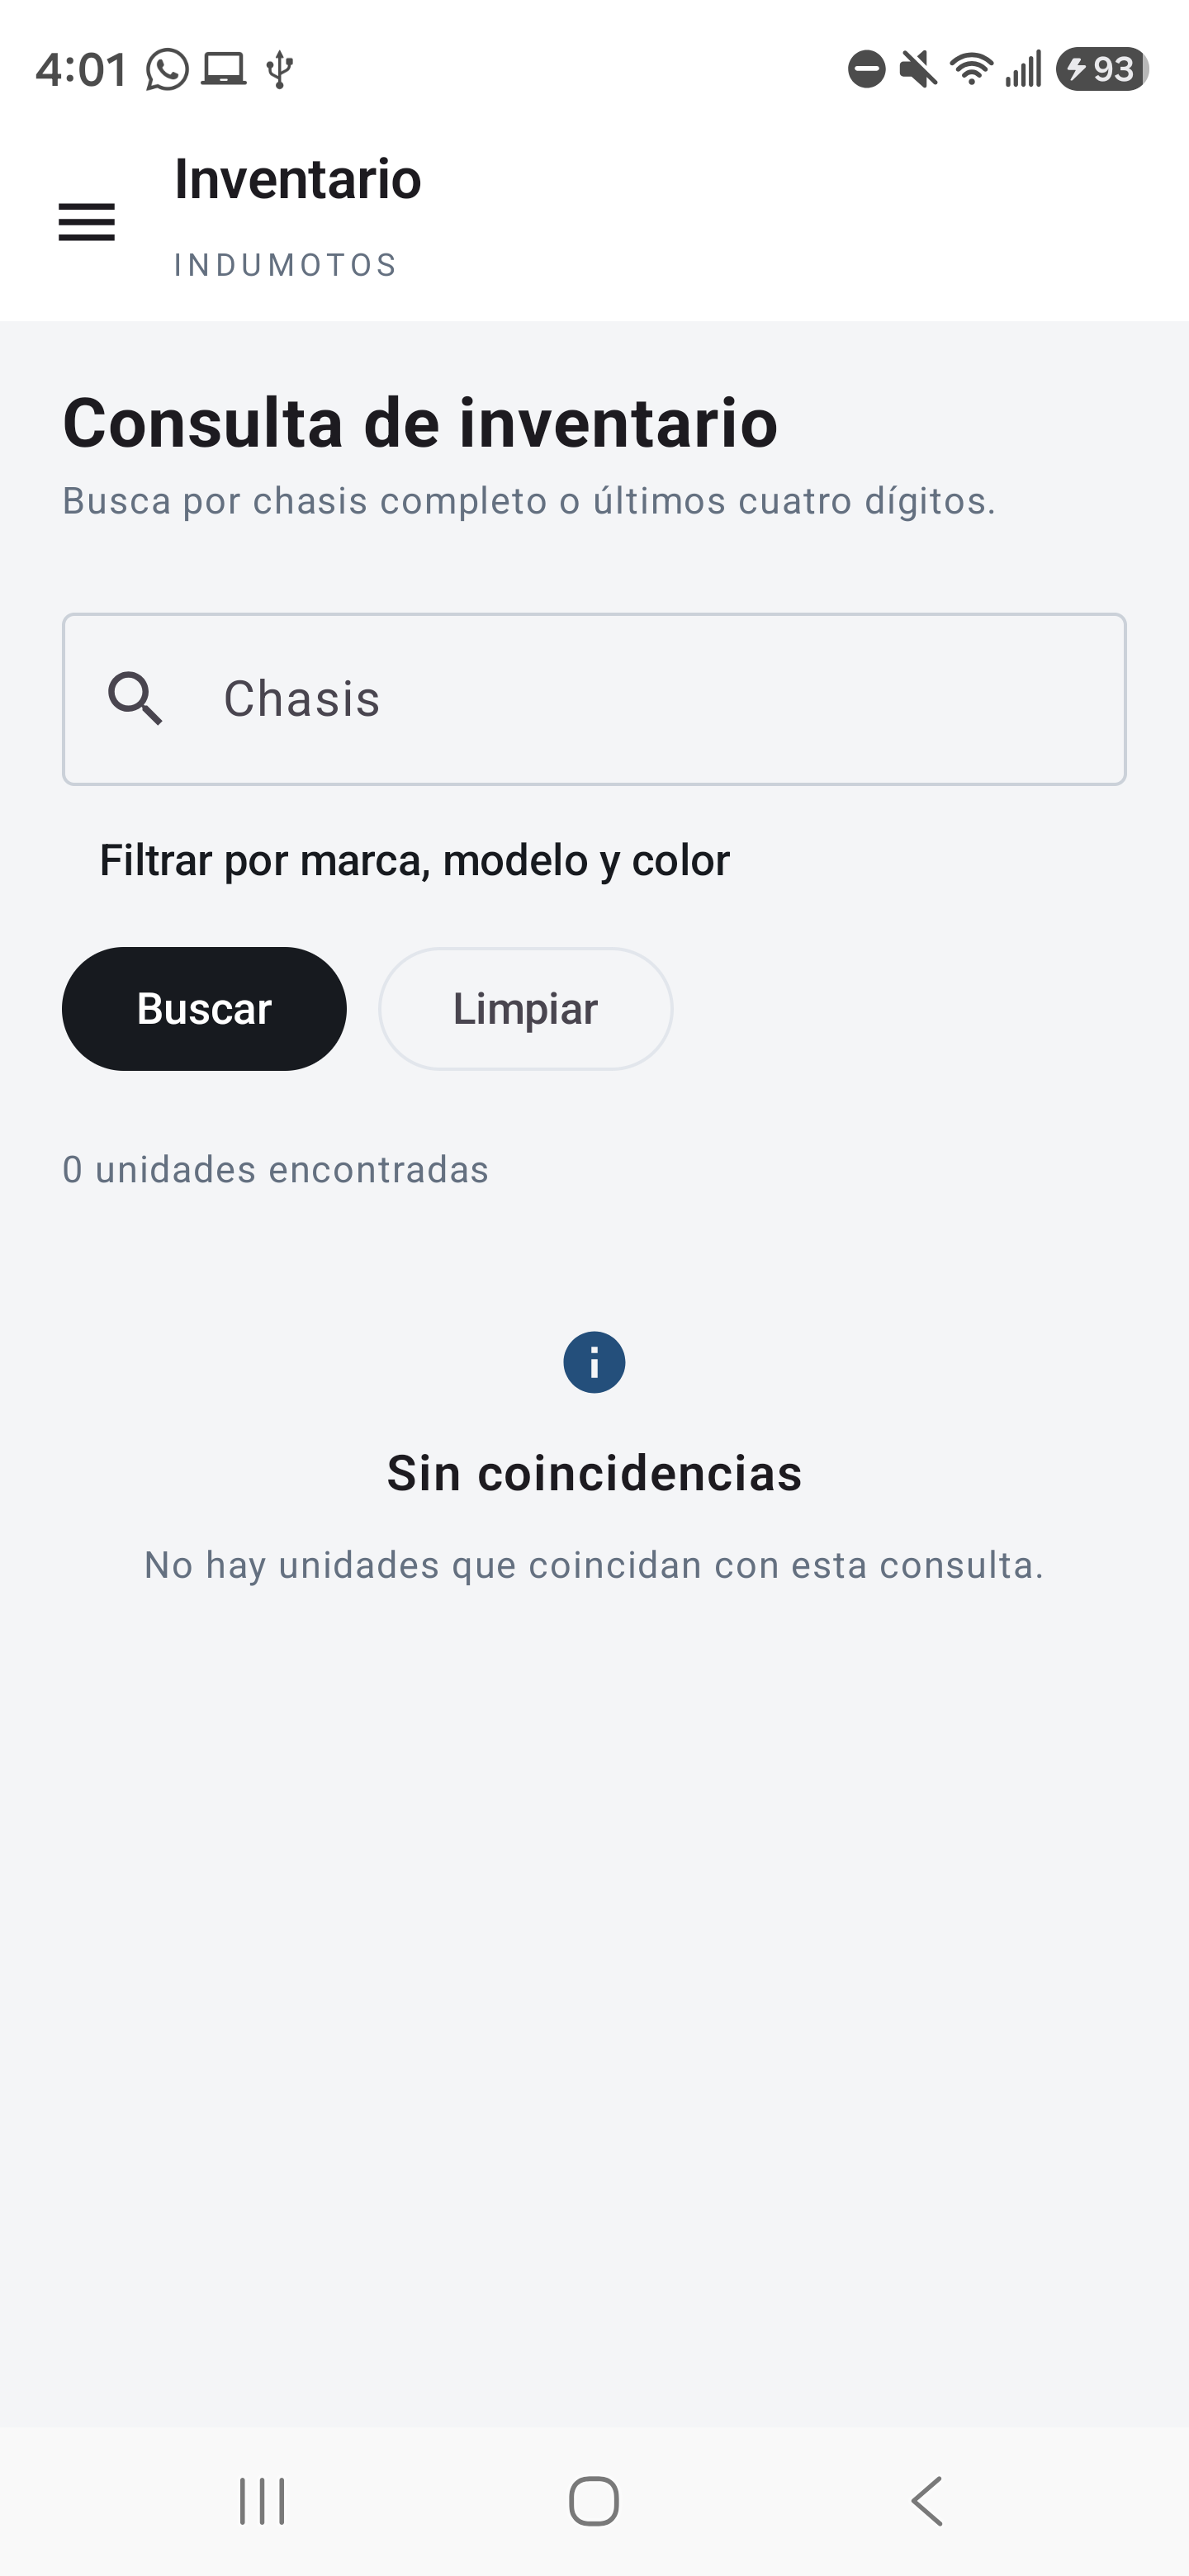 4:01
93
Inventario
INDUMOTOS
Consulta de inventario
Busca por chasis completo o últimos cuatro dígitos.
Chasis
Filtrar por marca, modelo y color
Buscar
Limpiar
0 unidades encontradas
Sin coincidencias
No hay unidades que coincidan con esta consulta.